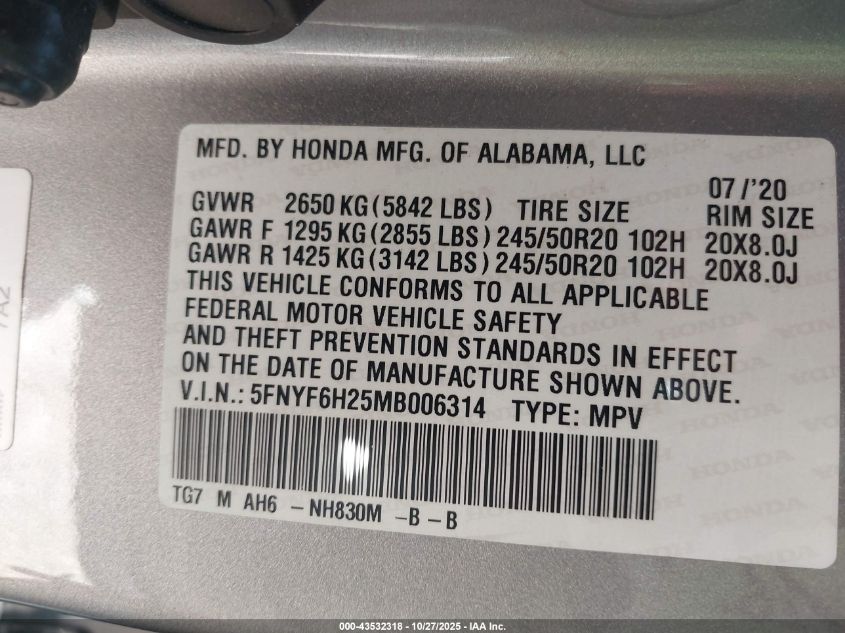 MFD. BY HONDA MFG. OF ALABAMA, LLC
07/'20
GVWR 2650 KG (5842 LBS) TIRE SIZE RIM SIZE
GAWR F 1295 KG (2855 LBS) 245/50R20 102H 20X8.0J
GAWR R 1425 KG (3142 LBS) 245/50R20 102H 20X8.0J
THIS VEHICLE CONFORMS TO ALL APPLICABLE
FEDERAL MOTOR VEHICLE SAFETY
AND THEFT PREVENTION STANDARDS IN EFFECT
ON THE DATE OF MANUFACTURE SHOWN ABOVE.
V.I.N.: 5FNYF6H25MB006314 TYPE: MPV
TG7 M AH6 - NH830M -B - B
7A2
000-43532318 - 10/27/2025 - IAA Inc.